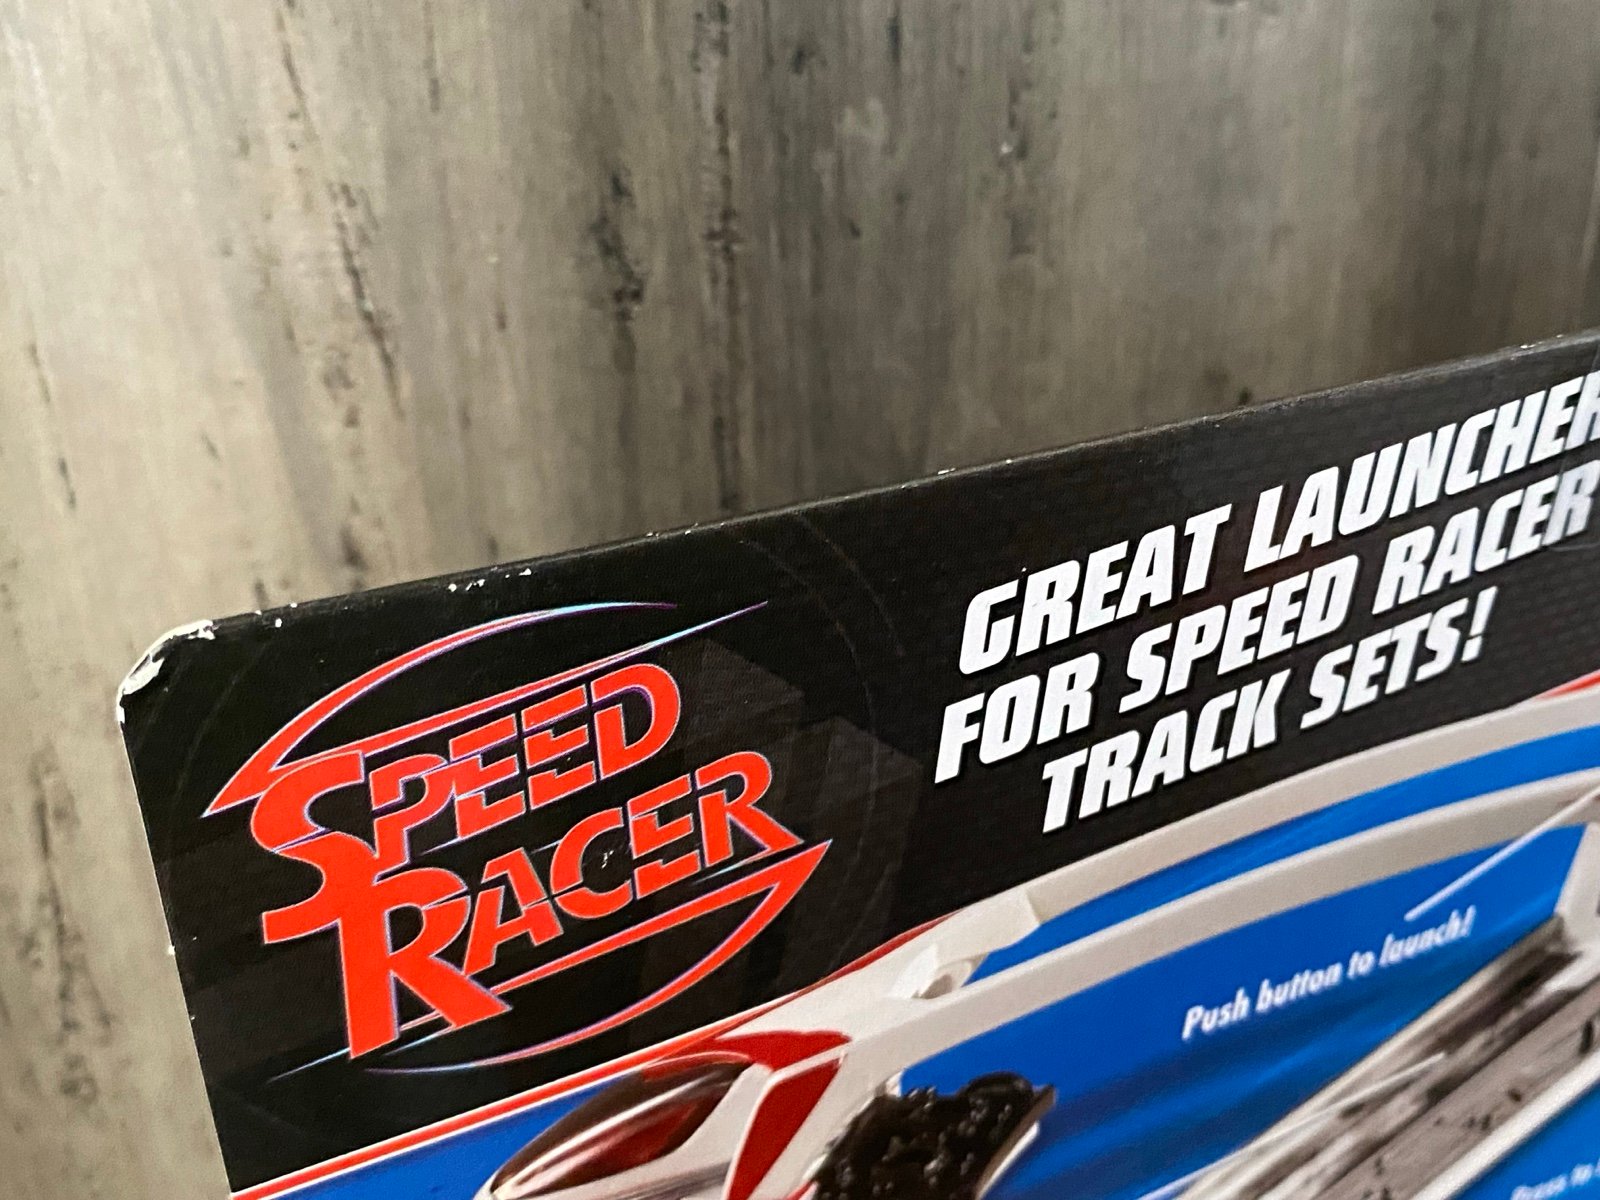 SPEED
RACER
GREAT LAUNCHER
FOR SPEED RACER
TRACK SETS!
Push button to launch!